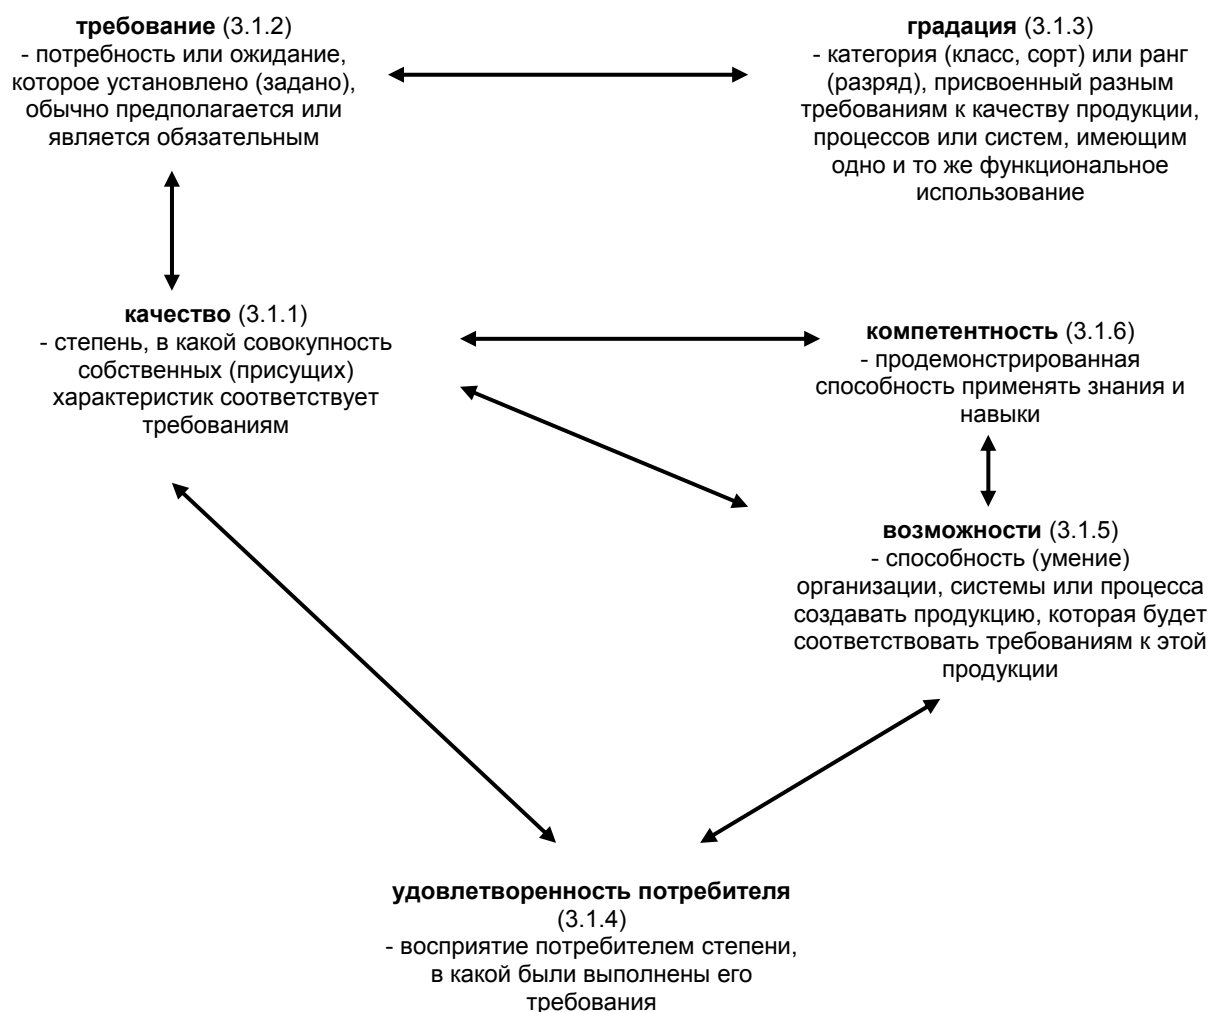 требование (3.1.2)
- потребность или ожидание,
которое установлено (задано),
обычно предполагается или
является обязательным
градация (3.1.3)
- категория (класс, сорт) или ранг
(разряд), присвоенный разным
требованиям к качеству продукции,
процессов или систем, имеющим
одно и то же функциональное
использование
качество (3.1.1)
- степень, в какой совокупность
собственных (присущих)
характеристик соответствует
требованиям
компетентность (3.1.6)
- продемонстрированная
способность применять знания и
навыки
возможности (3.1.5)
- способность (умение)
организации, системы или процесса
создавать продукцию, которая будет
соответствовать требованиям к этой
продукции
удовлетворенность потребителя
(3.1.4)
- восприятие потребителем степени,
в какой были выполнены его
требования